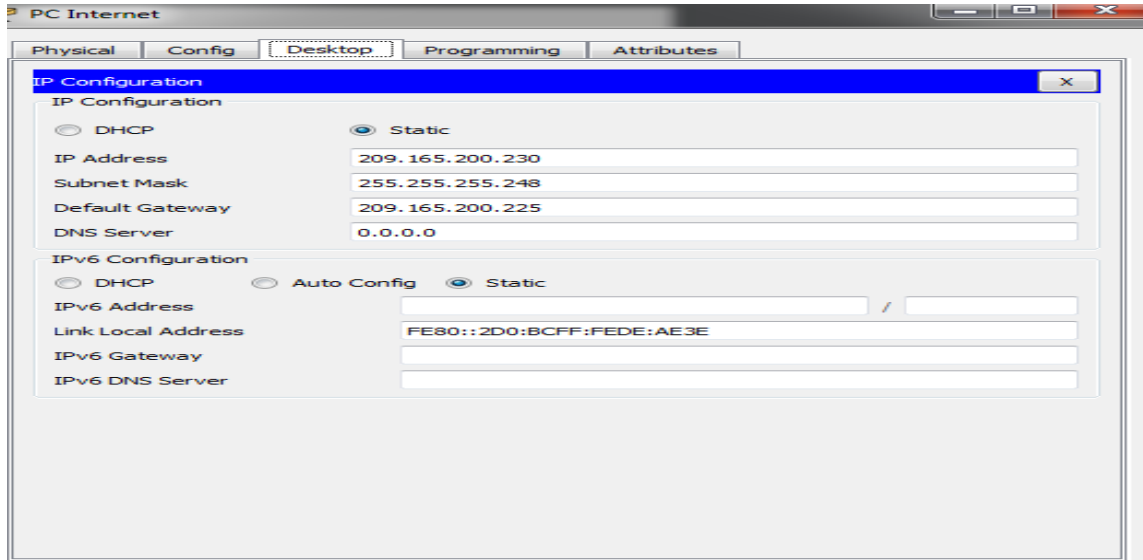 PC Internet
Physical Config Desktop Programming Attributes
IP Configuration X
IP Configuration
DHCP Static
IP Address 209.165.200.230
Subnet Mask 255.255.255.248
Default Gateway 209.165.200.225
DNS Server 0.0.0.0
IPv6 Configuration
DHCP Auto Config Static
IPv6 Address /
Link Local Address FE80::2D0:BCFF:FEDE:AE3E
IPv6 Gateway
IPv6 DNS Server